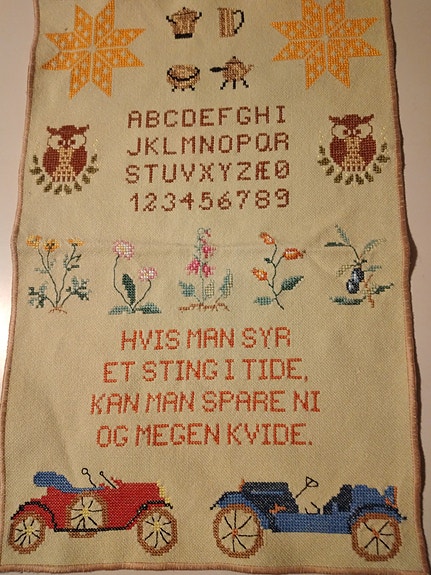 ABCDEFGHI
JKLMNOPQR
STUVXYZÆØ
123456789
HVIS MAN SYR
ET STING I TIDE,
KAN MAN SPARE NI
OG MEGEN KVIDE.